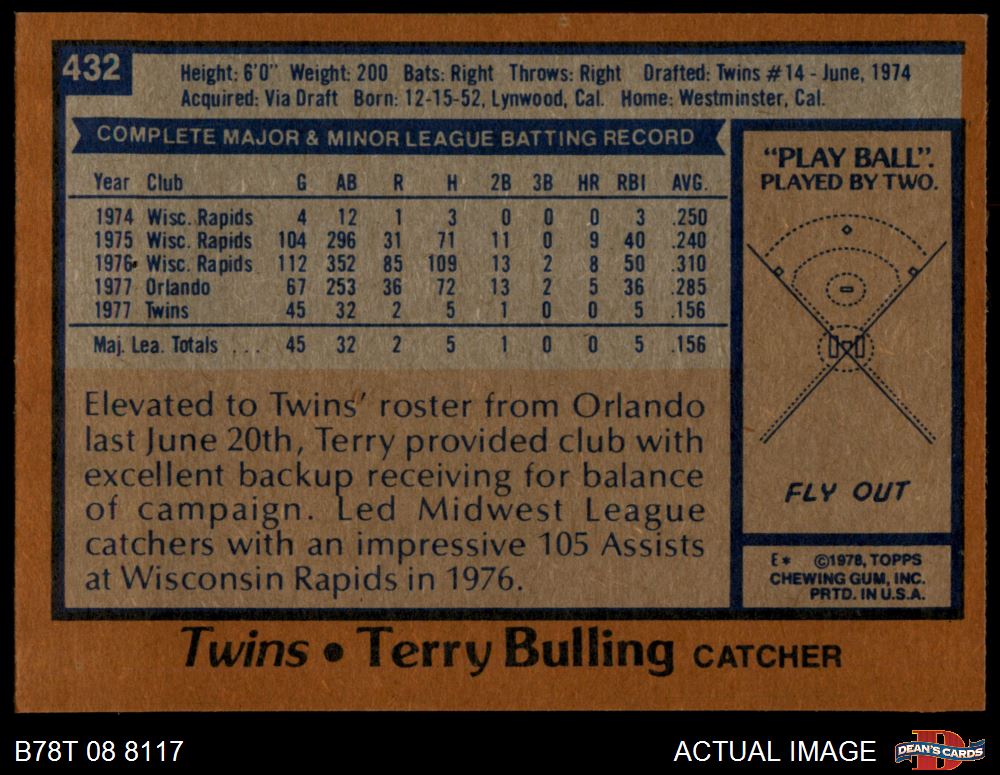 432
Height: 6'0" Weight: 200 Bats: Right Throws: Right Drafted: Twins #14 - June, 1974
Acquired: Via Draft Born: 12-15-52, Lynwood, Cal. Home: Westminster, Cal.
COMPLETE MAJOR & MINOR LEAGUE BATTING RECORD
Year Club G AB R H 2B 3B HR RBI AVG.
1974 Wisc. Rapids 4 12 1 3 0 0 0 3 .250
1975 Wisc. Rapids 104 296 31 71 11 0 9 40 .240
1976 Wisc. Rapids 112 352 85 109 13 2 8 50 .310
1977 Orlando 67 253 36 72 13 2 5 36 .285
1977 Twins 45 32 2 5 1 0 0 5 .156
Maj. Lea. Totals ... 45 32 2 5 1 0 0 5 .156
Elevated to Twins' roster from Orlando
last June 20th, Terry provided club with
excellent backup receiving for balance
of campaign. Led Midwest League
catchers with an impressive 105 Assists
at Wisconsin Rapids in 1976.
"PLAY BALL".
PLAYED BY TWO.
FLY OUT
E* ©1978, TOPPS
CHEWING GUM, INC.
PRTD. IN U.S.A.
Twins • Terry Bulling CATCHER
B78T 08 8117
ACTUAL IMAGE
DEAN'S CARDS